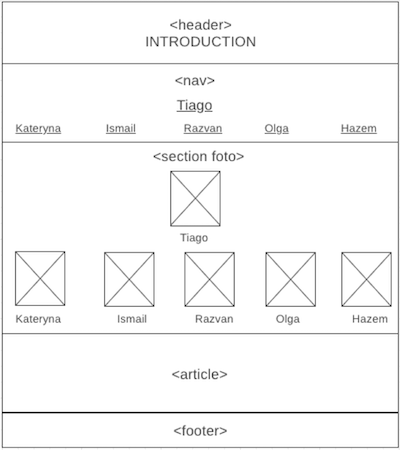 <header>
INTRODUCTION
<nav>
Tiago
Kateryna Ismail Razvan Olga Hazem
<section foto>
Tiago
Kateryna Ismail Razvan Olga Hazem
<article>
<footer>